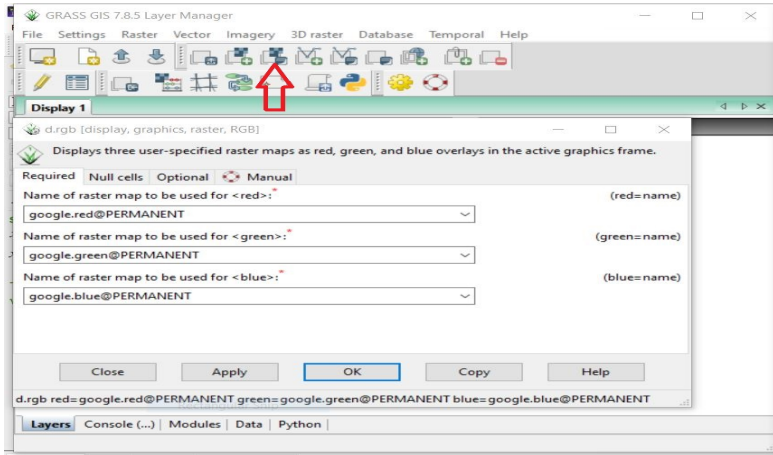 GRASS GIS 7.8.5 Layer Manager
File Settings Raster Vector Imagery 3D raster Database Temporal Help
Display 1
d.rgb [display, graphics, raster, RGB]
Displays three user-specified raster maps as red, green, and blue overlays in the active graphics frame.
Required Null cells Optional Manual
Name of raster map to be used for <red>:* (red=name)
google.red@PERMANENT
Name of raster map to be used for <green>:* (green=name)
google.green@PERMANENT
Name of raster map to be used for <blue>:* (blue=name)
google.blue@PERMANENT
Close Apply OK Copy Help
d.rgb red=google.red@PERMANENT green=google.green@PERMANENT blue=google.blue@PERMANENT
Layers Console (...) Modules Data Python